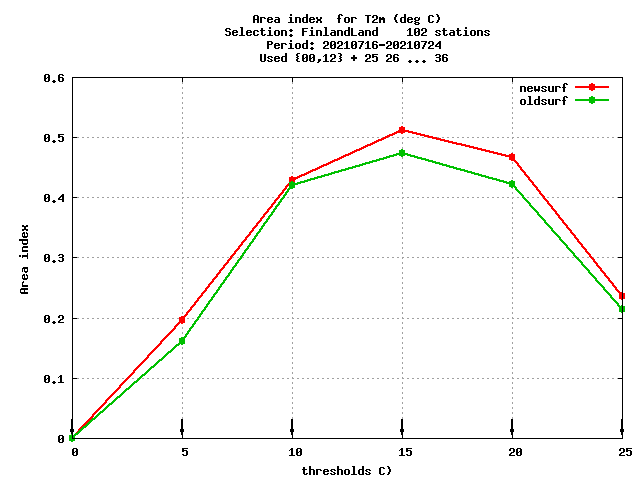 Area index  for T2m (deg C)
Selection: FinlandLand    102 stations
Period: 20210716-20210724
Used {00,12} + 25 26 ... 36
newsurf
oldsurf
0.6
0.5
0.4
0.3
0.2
0.1
0
Area index
0 5 10 15 20 25
thresholds C)